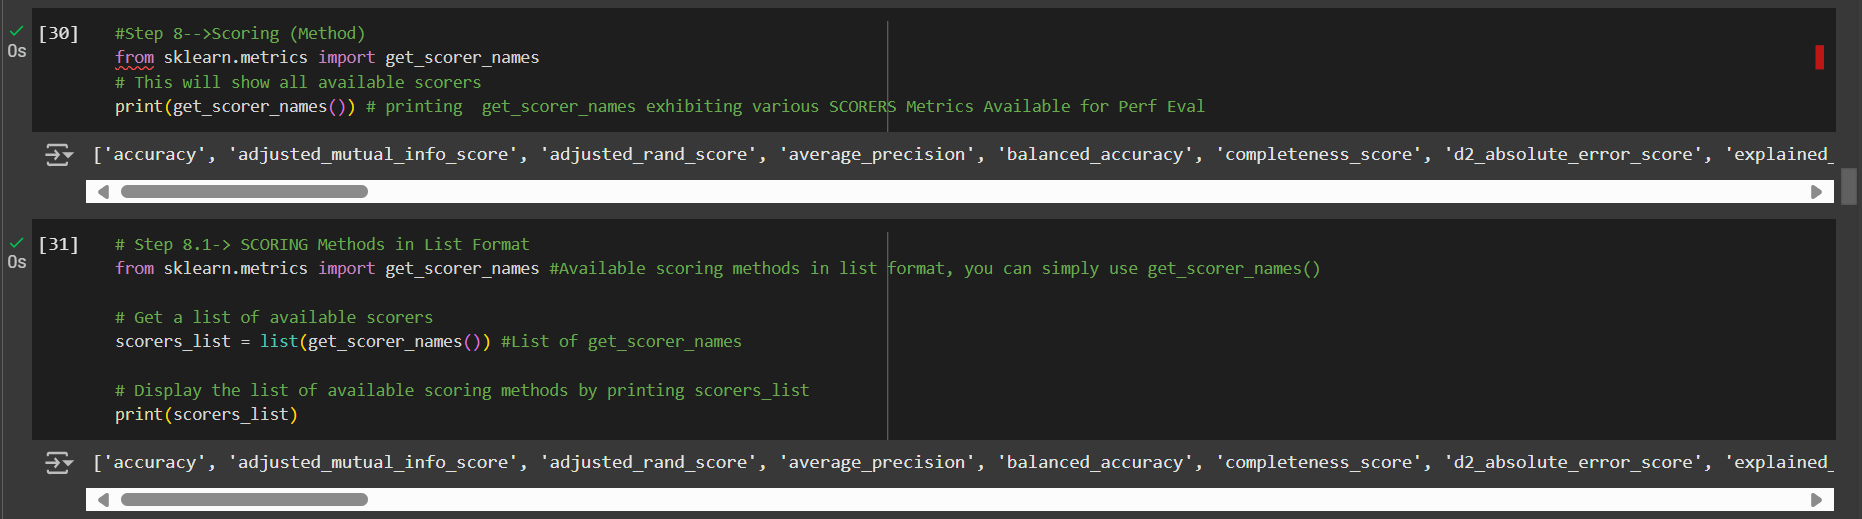 [30] #Step 8-->Scoring (Method)
0s from sklearn.metrics import get_scorer_names
# This will show all available scorers
print(get_scorer_names()) # printing  get_scorer_names exhibiting various SCORERS Metrics Available for Perf Eval
['accuracy', 'adjusted_mutual_info_score', 'adjusted_rand_score', 'average_precision', 'balanced_accuracy', 'completeness_score', 'd2_absolute_error_score', 'explained_
[31] # Step 8.1-> SCORING Methods in List Format
0s from sklearn.metrics import get_scorer_names #Available scoring methods in list format, you can simply use get_scorer_names()
# Get a list of available scorers
scorers_list = list(get_scorer_names()) #List of get_scorer_names
# Display the list of available scoring methods by printing scorers_list
print(scorers_list)
['accuracy', 'adjusted_mutual_info_score', 'adjusted_rand_score', 'average_precision', 'balanced_accuracy', 'completeness_score', 'd2_absolute_error_score', 'explained_